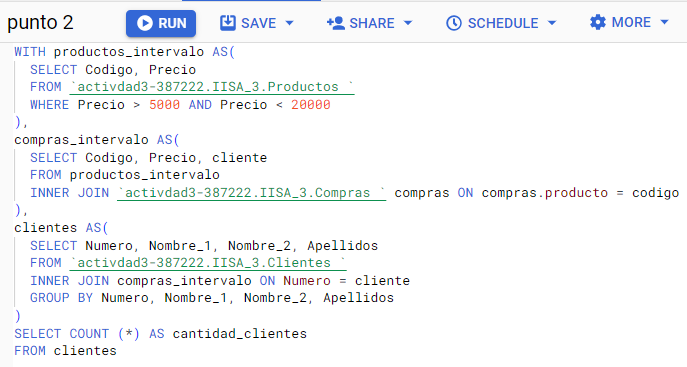 punto 2 RUN SAVE SHARE SCHEDULE MORE
WITH productos_intervalo AS(
SELECT Codigo, Precio
FROM `activdad3-387222.IISA_3.Productos `
WHERE Precio > 5000 AND Precio < 20000
),
compras_intervalo AS(
SELECT Codigo, Precio, cliente
FROM productos_intervalo
INNER JOIN `activdad3-387222.IISA_3.Compras ` compras ON compras.producto = codigo
),
clientes AS(
SELECT Numero, Nombre_1, Nombre_2, Apellidos
FROM `activdad3-387222.IISA_3.Clientes `
INNER JOIN compras_intervalo ON Numero = cliente
GROUP BY Numero, Nombre_1, Nombre_2, Apellidos
)
SELECT COUNT (*) AS cantidad_clientes
FROM clientes